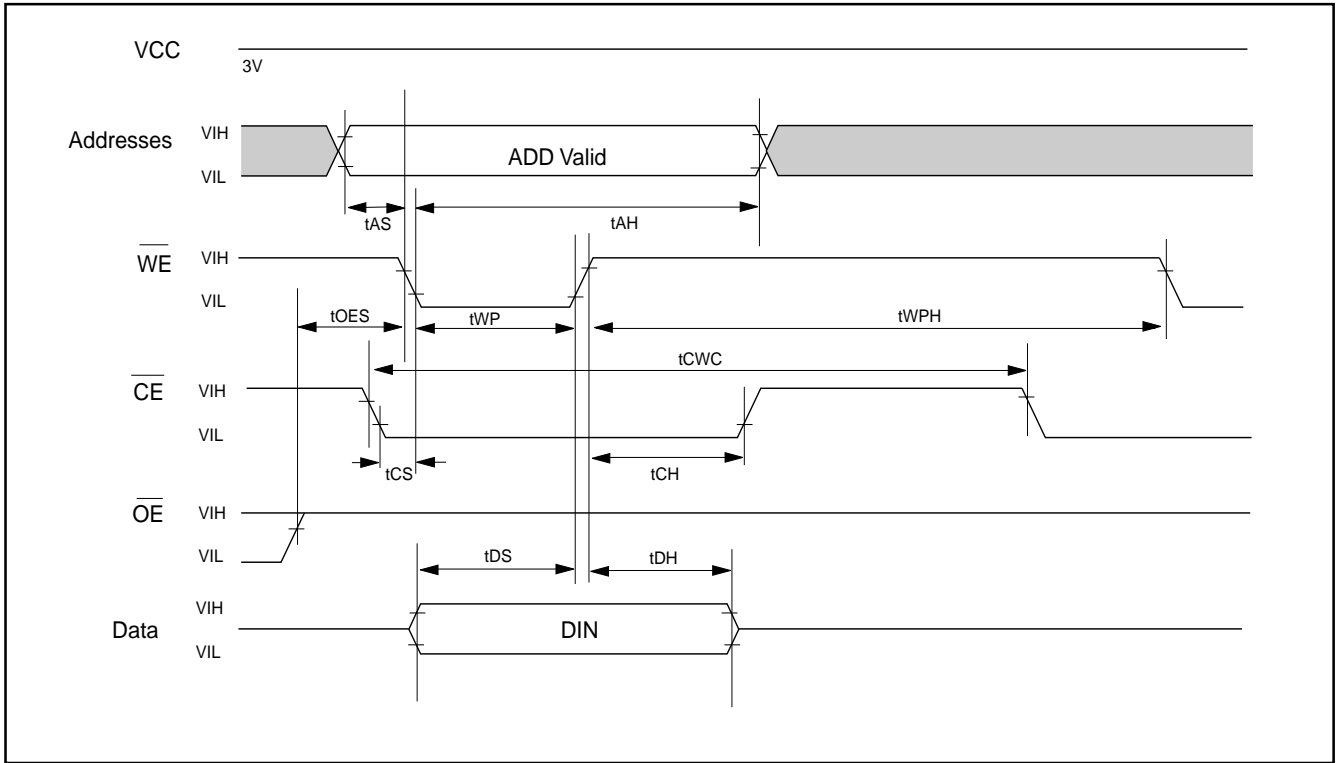 VCC
3V
Addresses
VIH
VIL
ADD Valid
tAS
tAH
WE
VIH
VIL
tOES
tWP
tWPH
tCWC
CE
VIH
VIL
tCS
tCH
OE
VIH
VIL
tDS
tDH
Data
VIH
VIL
DIN